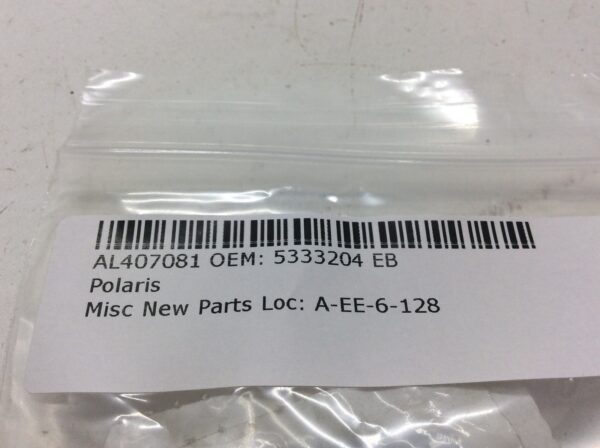 AL407081 OEM: 5333204 EB
Polaris
Misc New Parts Loc: A-EE-6-128